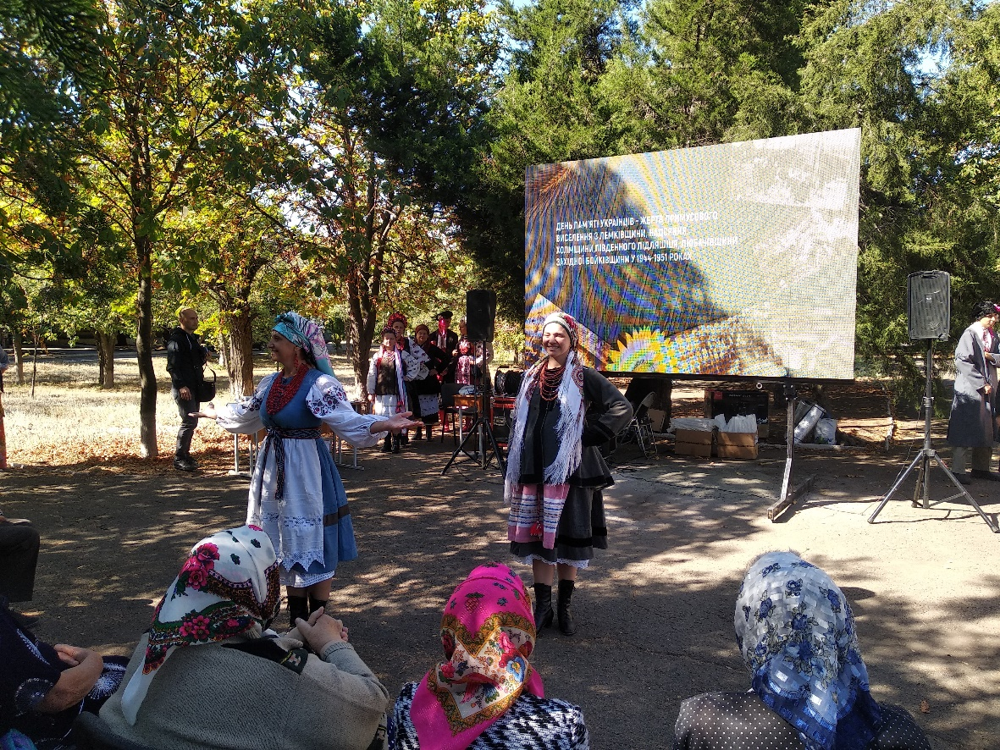 ДЕНЬ ПАМ'ЯТІ УКРАЇНЦІВ - ЖЕРТВ ПРИМУСОВОГО
ВИСЕЛЕННЯ З ЛЕМКІВЩИНИ, НАДСЯННЯ,
ХОЛМЩИНИ, ПІВДЕННОГО ПІДЛЯШШЯ, ЛЮБАЧІВЩИНИ
ЗАХІДНОЇ БОЙКІВЩИНИ У 1944-1951 РОКАХ